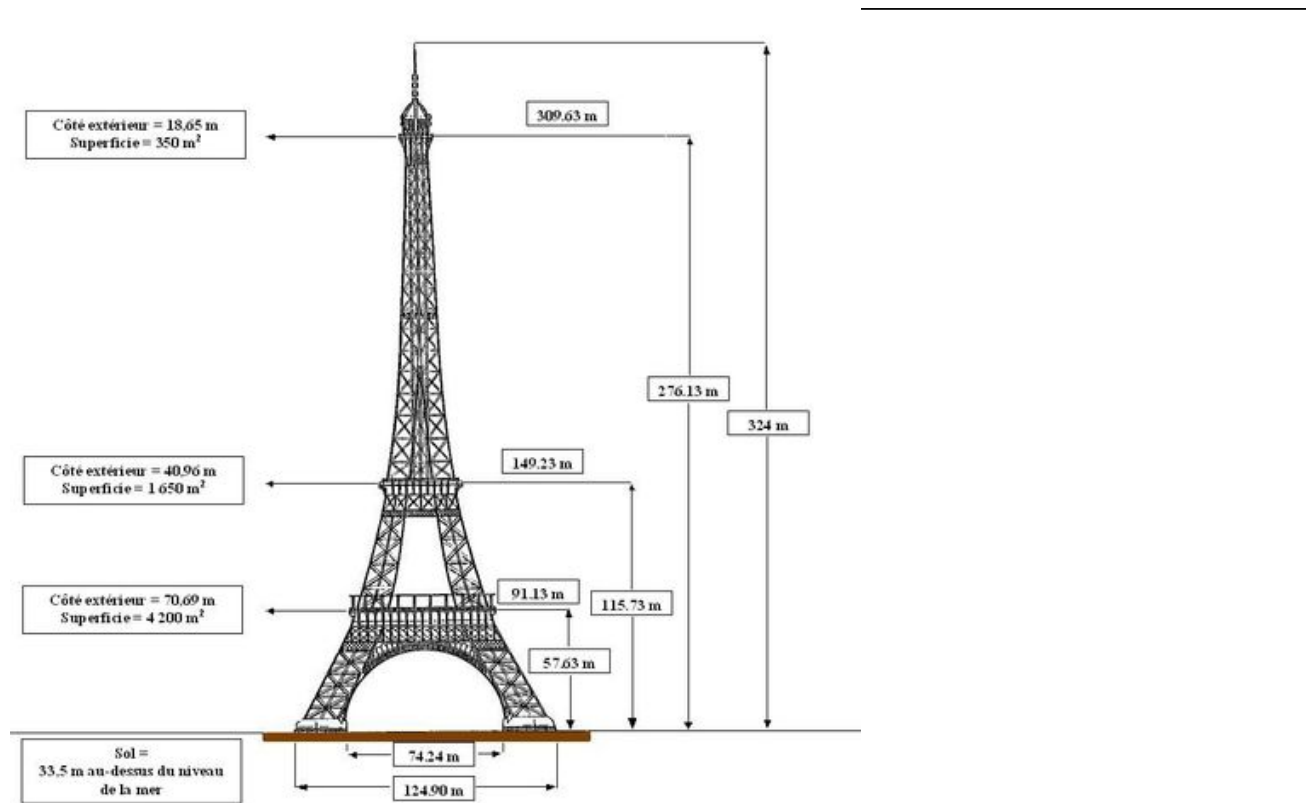 309.63 m
Côté extérieur = 18,65 m
Superficie = 350 m²
276.13 m
324 m
149.23 m
Côté extérieur = 40,96 m
Superficie = 1 650 m²
91.13 m
115.73 m
Côté extérieur = 70,69 m
Superficie = 4 200 m²
57.63 m
Sol =
33,5 m au-dessus du niveau
de la mer
74.24 m
124.90 m